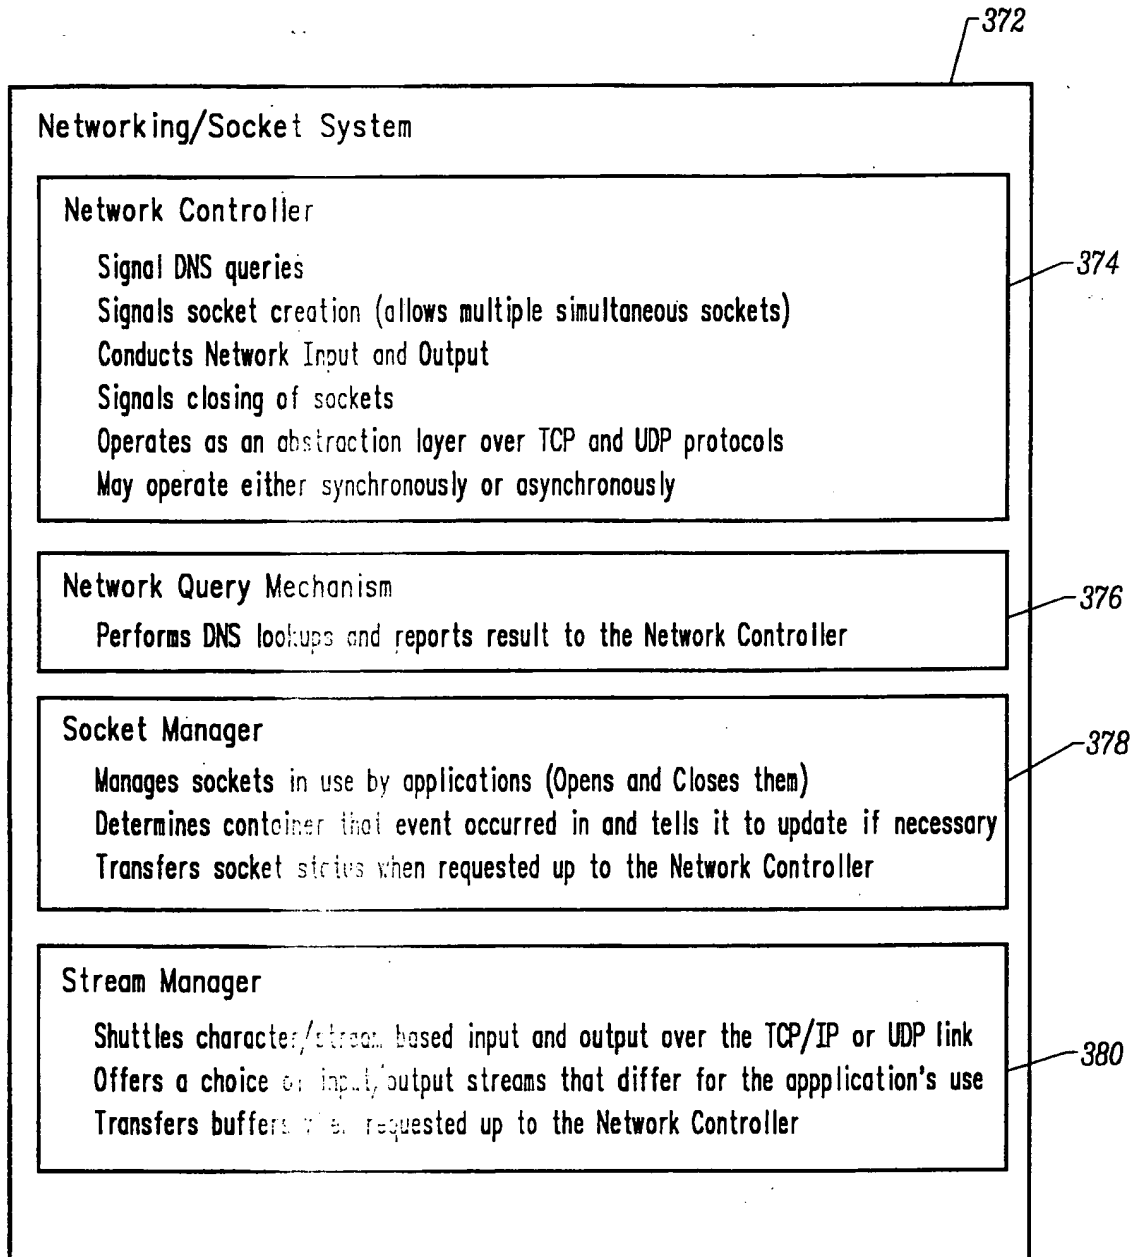 372
Networking/Socket System
Network Controller
Signal DNS queries
374
Signals socket creation (allows multiple simultaneous sockets)
Conducts Network Input and Output
Signals closing of sockets
Operates as an abstraction layer over TCP and UDP protocols
May operate either synchronously or asynchronously
Network Query Mechanism
376
Performs DNS lookups and reports result to the Network Controller
Socket Manager
378
Manages sockets in use by applications (Opens and Closes them)
Determines container that event occurred in and tells it to update if necessary
Transfers socket status when requested up to the Network Controller
Stream Manager
Shuttles character/stream based input and output over the TCP/IP or UDP link
380
Offers a choice of input/output streams that differ for the appplication's use
Transfers buffers when requested up to the Network Controller